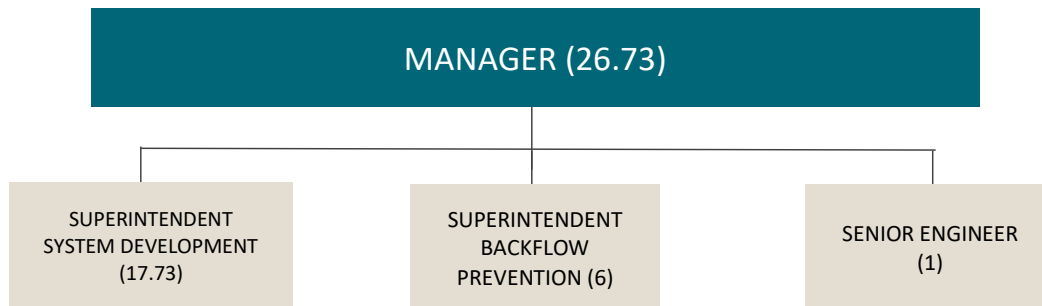 MANAGER (26.73)
SUPERINTENDENT
SYSTEM DEVELOPMENT
(17.73)
SUPERINTENDENT
BACKFLOW
PREVENTION (6)
SENIOR ENGINEER
(1)